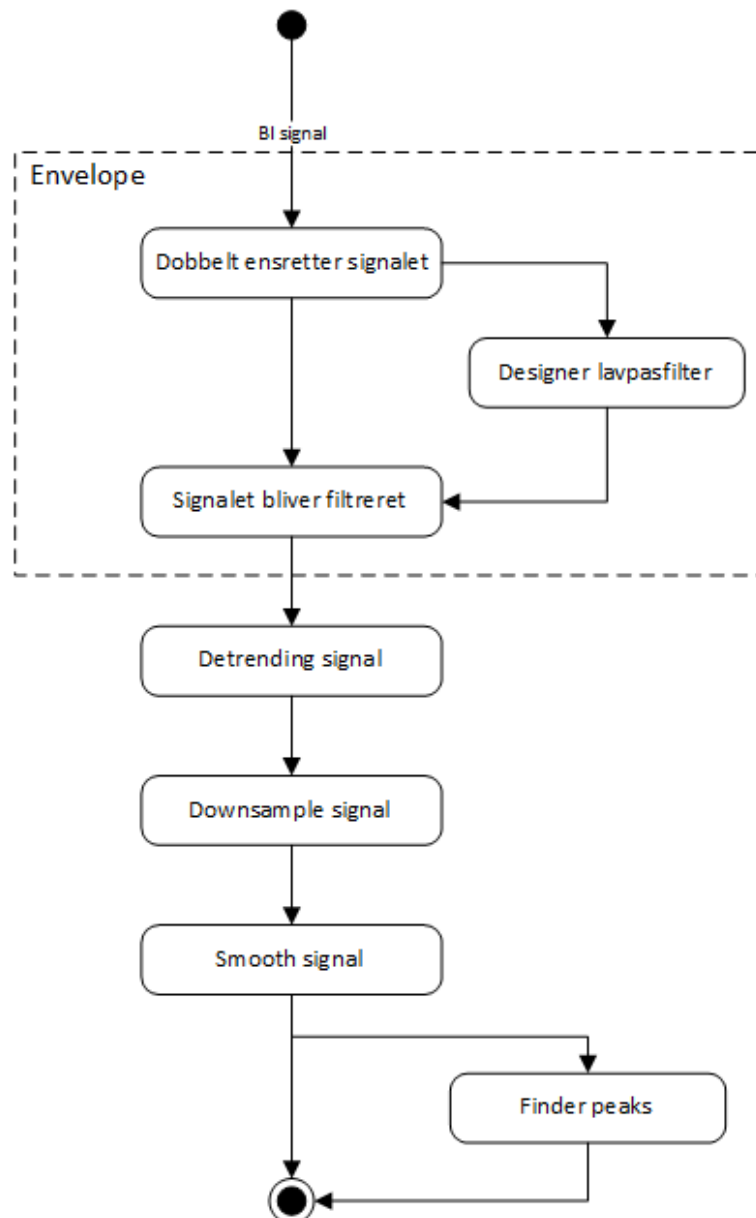 BI signal
Envelope
Dobbelt ensretter signalet
Designer lavpasfilter
Signalet bliver filtreret
Detrending signal
Downsample signal
Smooth signal
Finder peaks